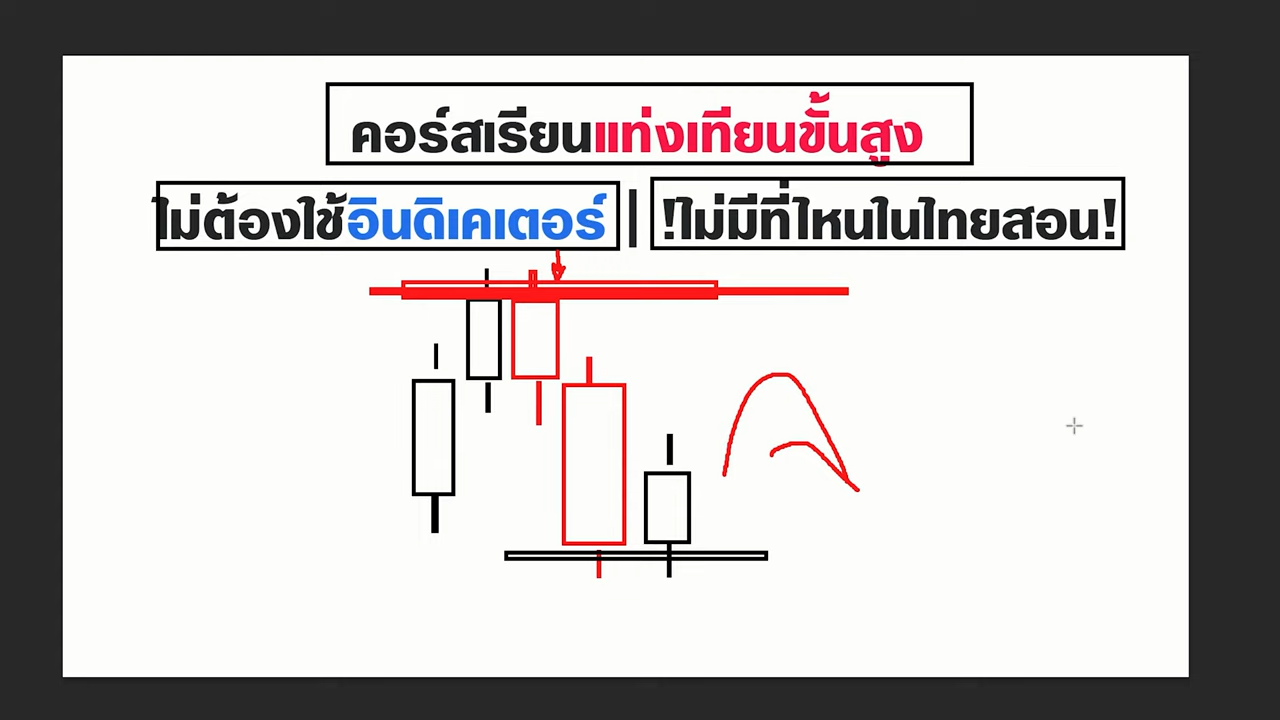 คอร์สเรียนแท่งเทียนขั้นสูง
ไม่ต้องใช้อินดิเคเตอร์ | !ไม่มีที่ไหนในไทยสอน!